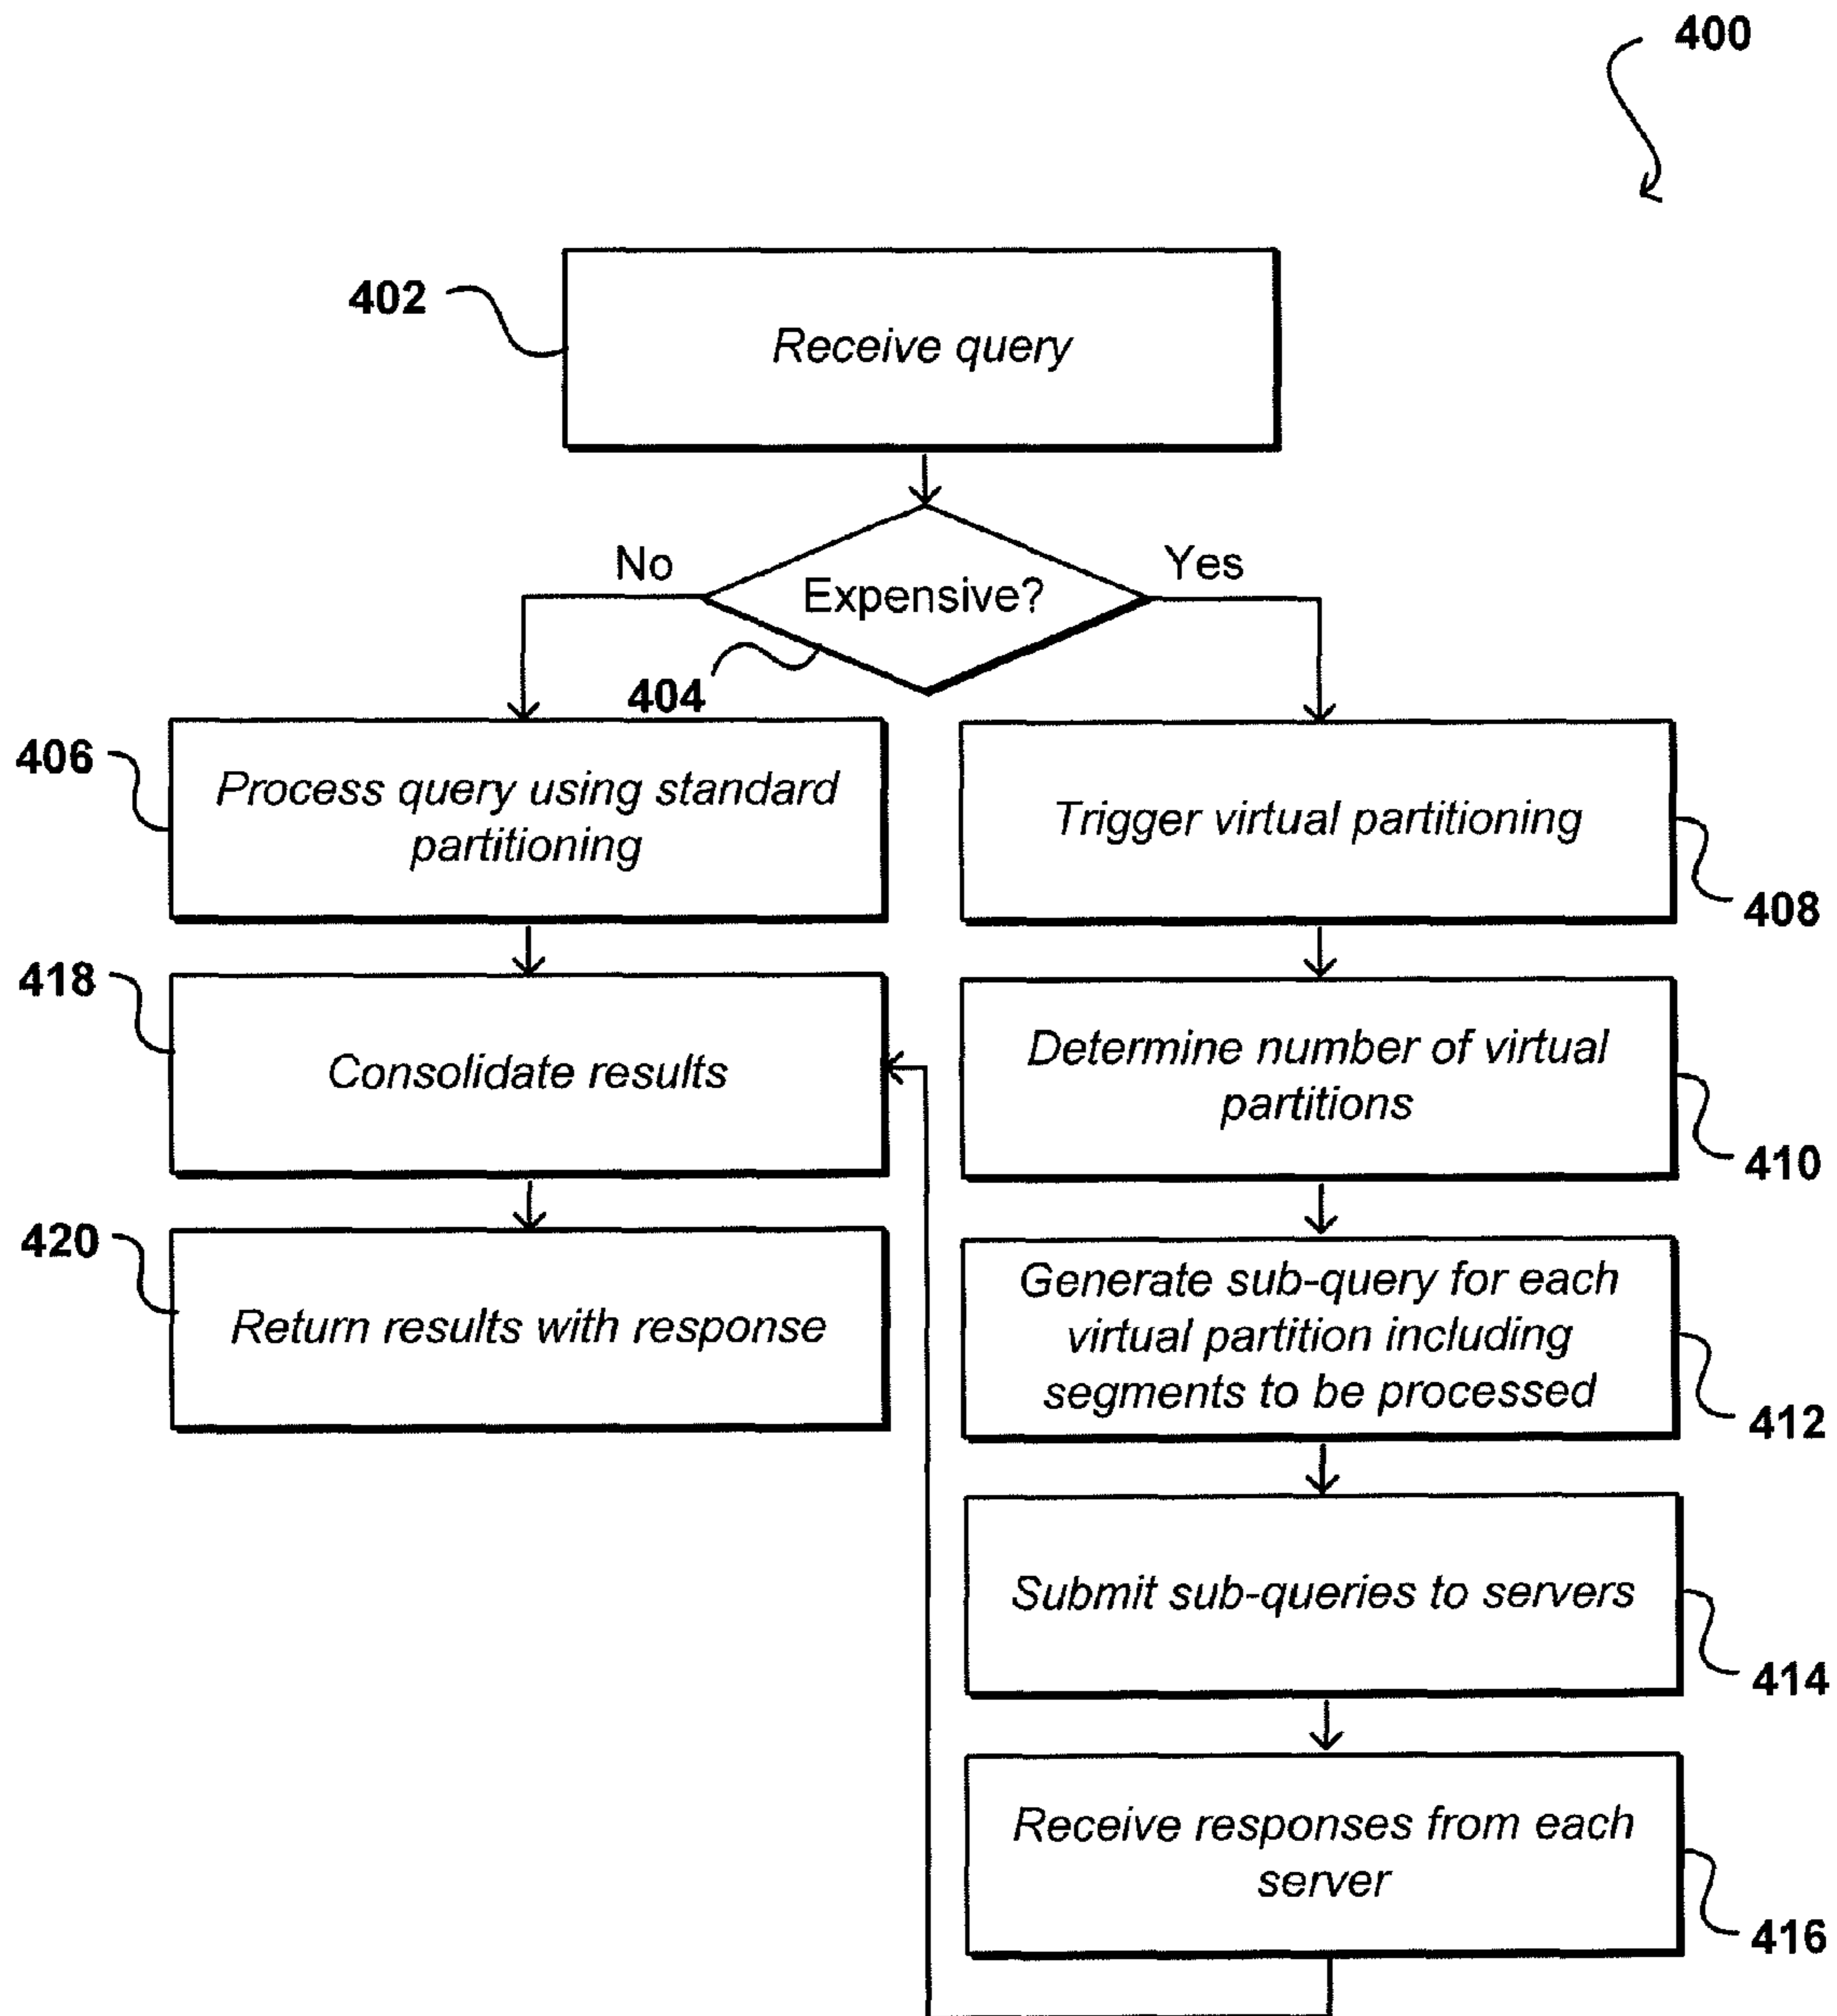 400
402
Receive query
No
Yes
Expensive?
404
406
Process query using standard
partitioning
Trigger virtual partitioning
408
418
Consolidate results
Determine number of virtual
partitions
410
420
Return results with response
Generate sub-query for each
virtual partition including
segments to be processed
412
Submit sub-queries to servers
414
Receive responses from each
server
416